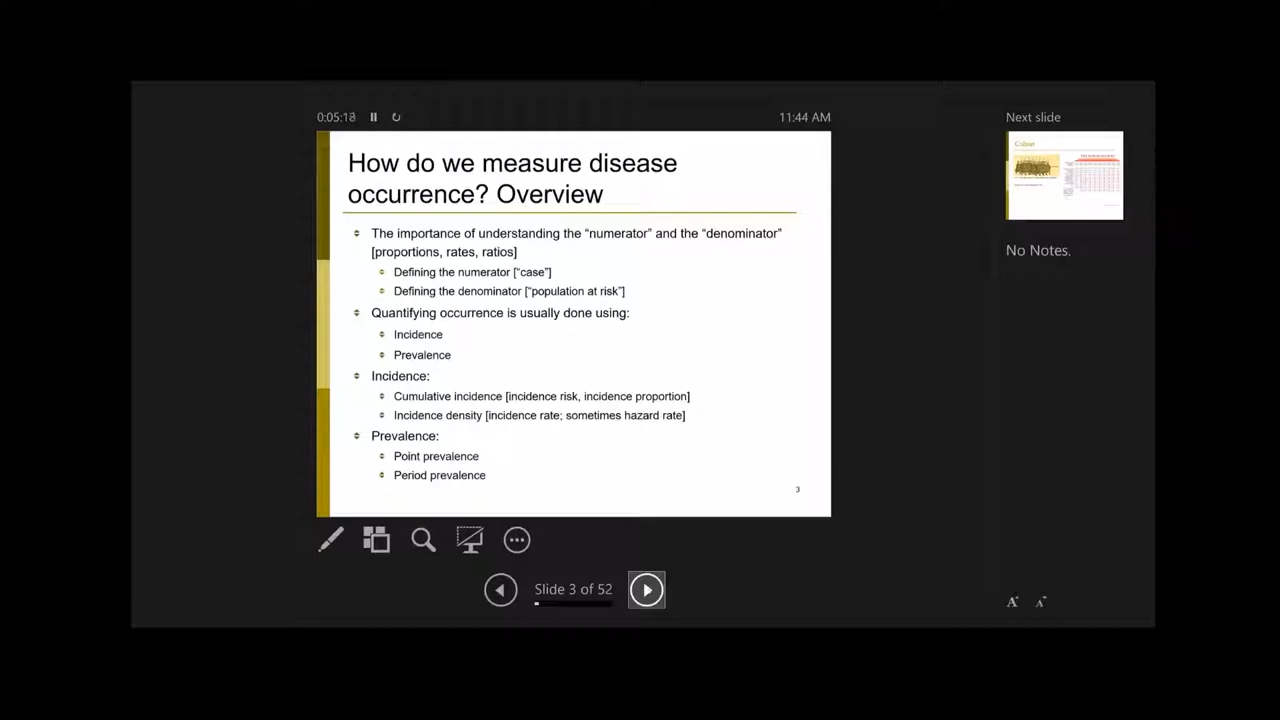 0:05:18
11:44 AM
Next slide
How do we measure disease
occurrence? Overview
The importance of understanding the “numerator” and the “denominator”
[proportions, rates, ratios]
Defining the numerator [“case”]
Defining the denominator [“population at risk”]
Quantifying occurrence is usually done using:
Incidence
Prevalence
Incidence:
Cumulative incidence [incidence risk, incidence proportion]
Incidence density [incidence rate; sometimes hazard rate]
Prevalence:
Point prevalence
Period prevalence
3
No Notes.
Slide 3 of 52
A
A